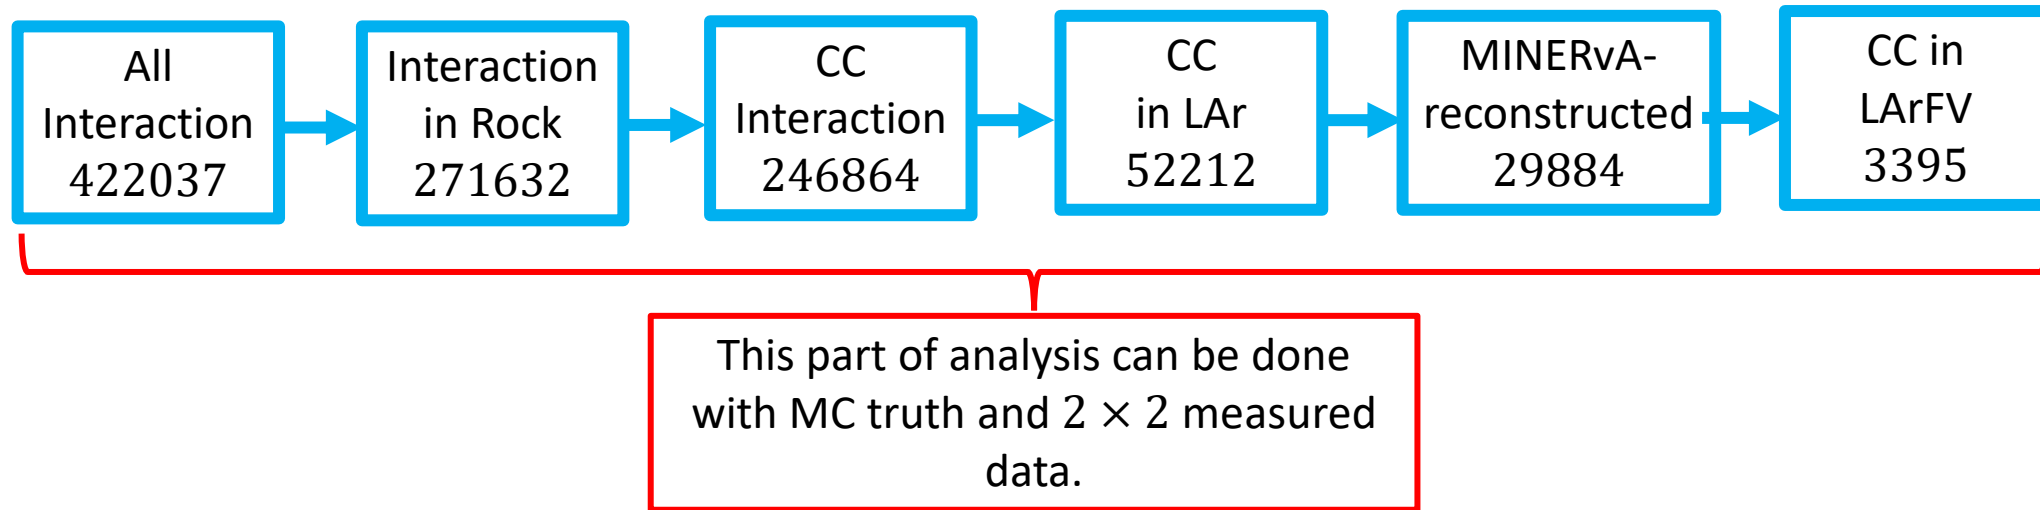 All
Interaction
422037
Interaction
in Rock
271632
CC
Interaction
246864
CC
in LAr
52212
MINERvA-
reconstructed
29884
CC in
LArFV
3395
This part of analysis can be done
with MC truth and 2 × 2 measured
data.